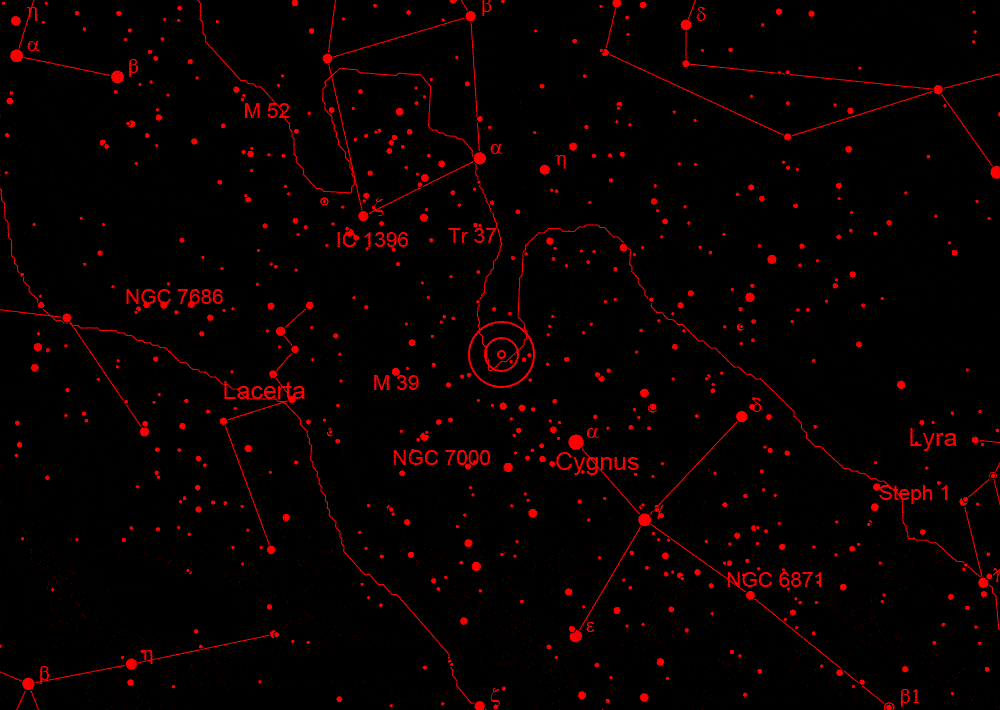 η
β
δ
α
β
M 52
α
η
ζ
IC 1396
Tr 37
NGC 7686
M 39
Lacerta
δ
α
Lyra
NGC 7000
Cygnus
Steph 1
γ
γ
NGC 6871
ε
η
β
ζ
β1